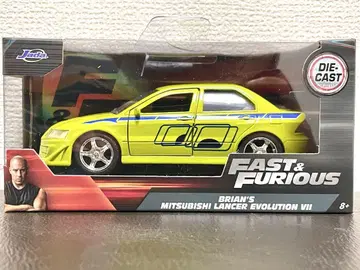 Jada
DIE-CAST
FAST & FURIOUS
BRIAN'S
MITSUBISHI LANCER EVOLUTION VII
8+